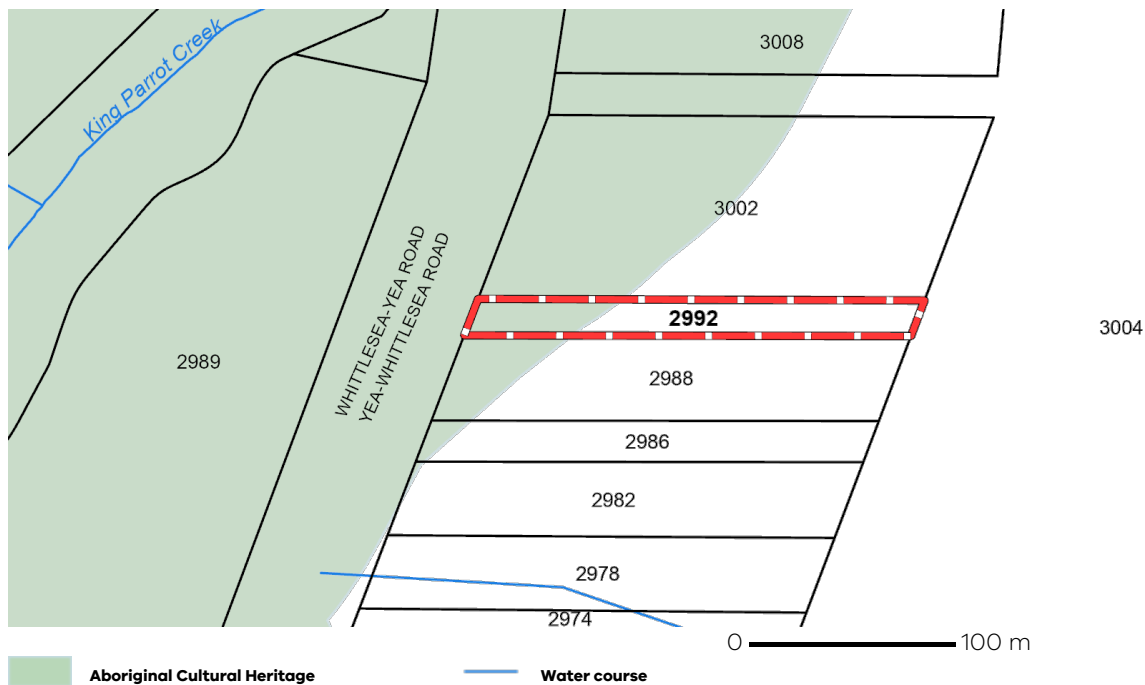 3008
King Parrot Creek
3002
WHITTLESEA-YEA ROAD
YEA-WHITTLESEA ROAD
2992
3004
2989
2988
2986
2982
2978
2974
0 100 m
Aboriginal Cultural Heritage
Water course